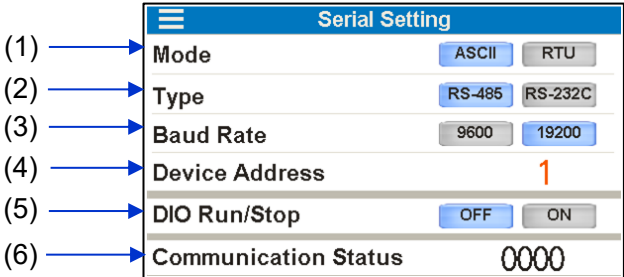 Serial Setting
(1) Mode ASCII RTU
(2) Type RS-485 RS-232C
(3) Baud Rate 9600 19200
(4) Device Address 1
(5) DIO Run/Stop OFF ON
(6) Communication Status 0000